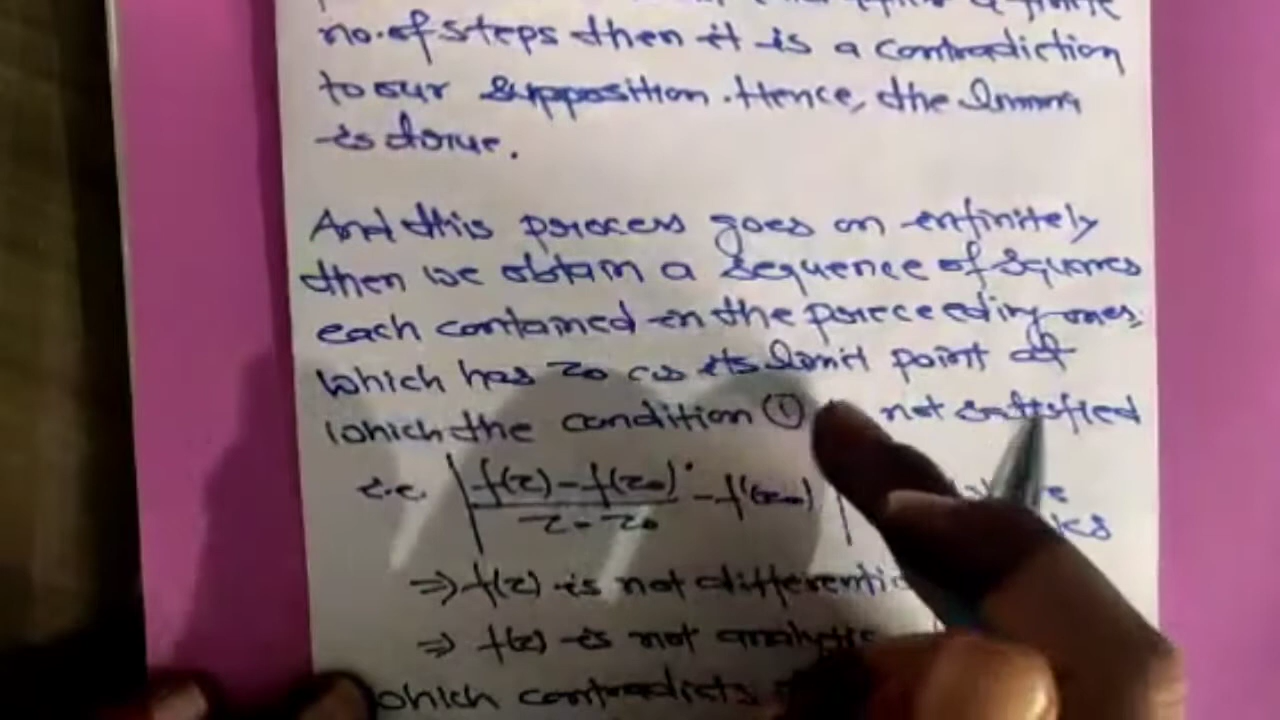 no. of steps then it is a contradiction
to our supposition. Hence, the lemma
is true.
And this process goes on infinitely
then we obtain a sequence of squares
each contained in the preceeding ones,
which has z₀ as its limit point at
which the condition ① not satisfied
i.e. |f(z)-f(z₀)/z-z₀ - f'(z₀)|
⇒ f(z) is not
⇒ f(z) is not analytic
which contradicts